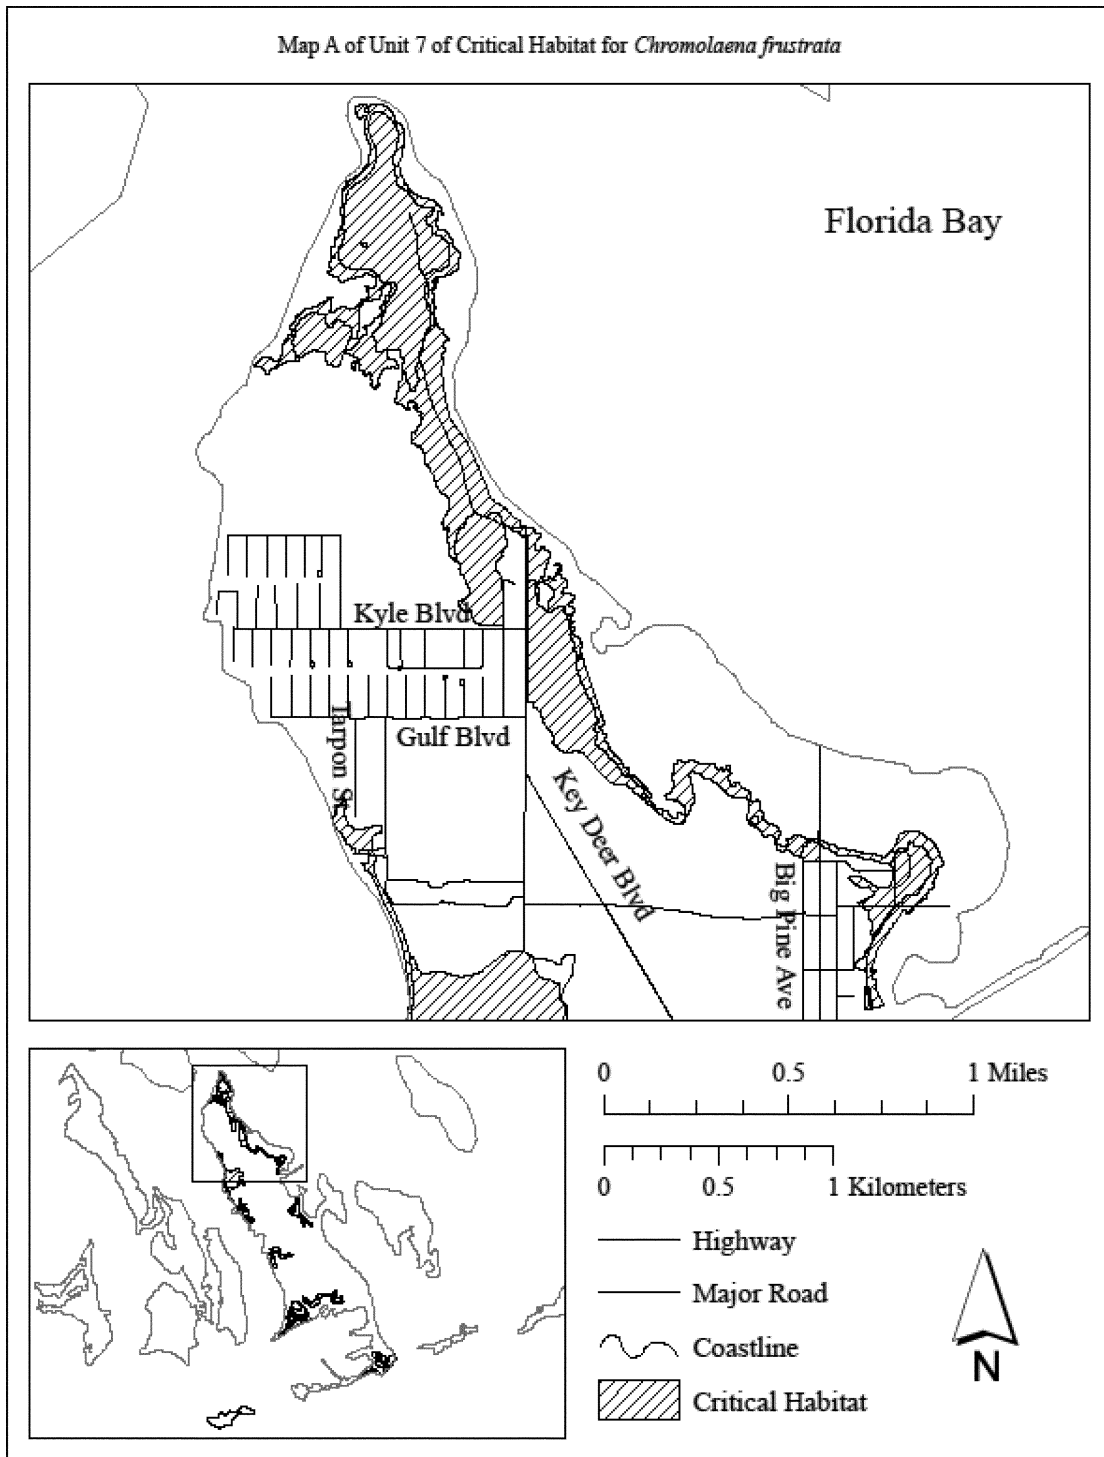 Map A of Unit 7 of Critical Habitat for Chromolaena frustrata
Florida Bay
Kyle Blvd
Tarpon St
Gulf Blvd
Key Deer Blvd
Big Pine Ave
0 0.5 1 Miles
0 0.5 1 Kilometers
Highway
Major Road
Coastline
Critical Habitat
N